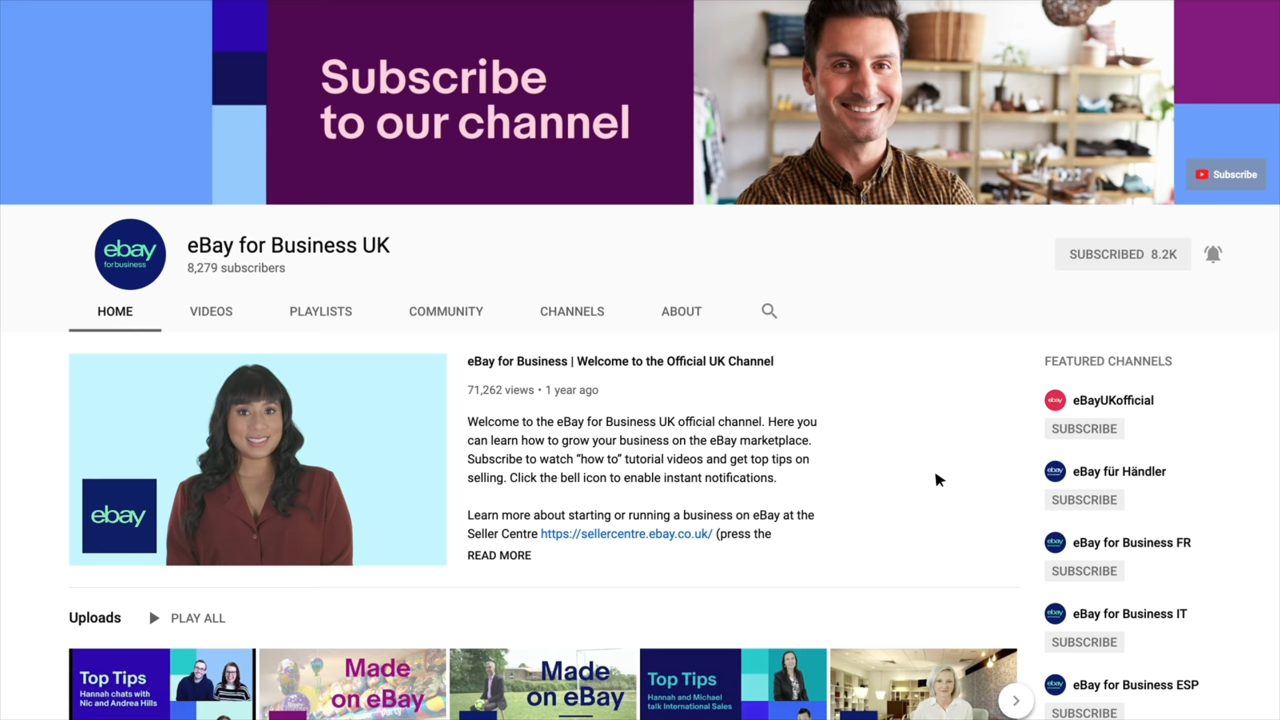 Subscribe
to our channel
Subscribe
ebay
forbusiness
eBay for Business UK
8,279 subscribers
SUBSCRIBED 8.2K
HOME VIDEOS PLAYLISTS COMMUNITY CHANNELS ABOUT
eBay for Business | Welcome to the Official UK Channel
71,262 views • 1 year ago
Welcome to the eBay for Business UK official channel. Here you
can learn how to grow your business on the eBay marketplace.
Subscribe to watch “how to” tutorial videos and get top tips on
selling. Click the bell icon to enable instant notifications.
Learn more about starting or running a business on eBay at the
Seller Centre https://sellercentre.ebay.co.uk/ (press the
READ MORE
ebay
FEATURED CHANNELS
ebay
eBayUKofficial
SUBSCRIBE
ebay
eBay für Händler
SUBSCRIBE
ebay
eBay for Business FR
SUBSCRIBE
ebay
eBay for Business IT
SUBSCRIBE
ebay
eBay for Business ESP
SUBSCRIBE
Uploads PLAY ALL
Top Tips
Hannah chats with
Nic and Andrea Hills
Made
on eBay
Made
on eBay
Top Tips
Hannah and Michael
talk International Sales